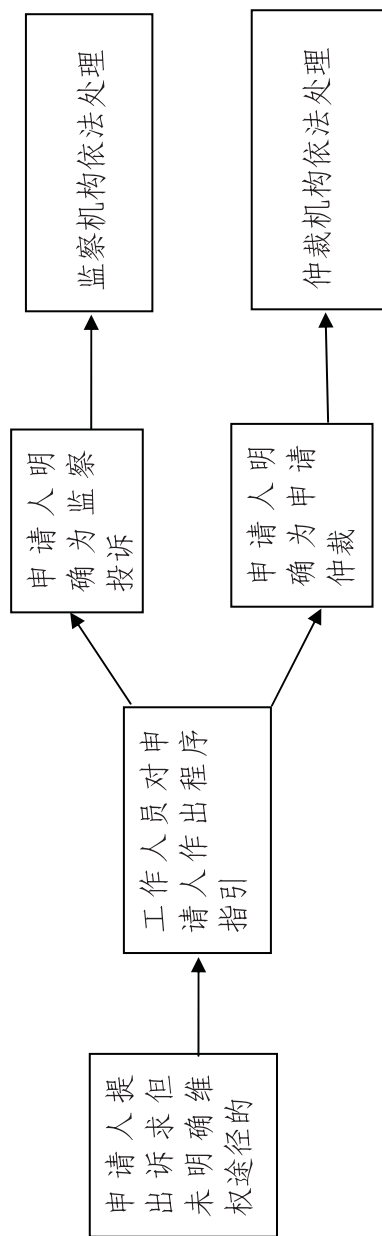 申请人提
出诉求但
未明确维
权途径的
工作人员对申
请人作出程序
指引
申请人明
确为监察
投诉
监察机构依法处理
申请人明
确为申请
仲裁
仲裁机构依法处理